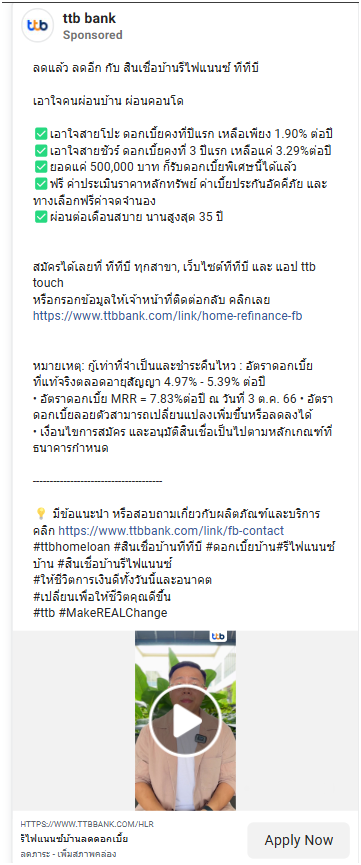 ttb bank
Sponsored
ลดแล้ว ลดอีก กับ สินเชื่อบ้านรีไฟแนนซ์ ทีทีบี
เอาใจคนผ่อนบ้าน ผ่อนคอนโด
✅เอาใจสายโปะ ดอกเบี้ยคงที่ปีแรก เหลือเพียง 1.90% ต่อปี
✅เอาใจสายชัวร์ ดอกเบี้ยคงที่ 3 ปีแรก เหลือแค่ 3.29%ต่อปี
✅ยอดแค่ 500,000 บาท ก็รับดอกเบี้ยพิเศษนี้ได้แล้ว
✅ฟรี ค่าประเมินราคาหลักทรัพย์ ค่าเบี้ยประกันอัคคีภัย และ
ทางเลือกฟรีค่าจดจำนอง
✅ผ่อนต่อเดือนสบาย นานสูงสุด 35 ปี
สมัครได้เลยที่ ทีทีบี ทุกสาขา, เว็บไซต์ทีทีบี และ แอป ttb
touch
หรือกรอกข้อมูลให้เจ้าหน้าที่ติดต่อกลับ คลิกเลย
https://www.ttbbank.com/link/home-refinance-fb
หมายเหตุ: กู้เท่าที่จำเป็นและชำระคืนไหว : อัตราดอกเบี้ย
ที่แท้จริงตลอดอายุสัญญา 4.97% - 5.39% ต่อปี
• อัตราดอกเบี้ย MRR = 7.83%ต่อปี ณ วันที่ 3 ต.ค. 66 • อัตรา
ดอกเบี้ยลอยตัวสามารถเปลี่ยนแปลงเพิ่มขึ้นหรือลดลงได้
• เงื่อนไขการสมัคร และอนุมัติสินเชื่อเป็นไปตามหลักเกณฑ์ที่
ธนาคารกำหนด
-------------------------------------
💡 มีข้อแนะนำ หรือสอบถามเกี่ยวกับผลิตภัณฑ์และบริการ
คลิก https://www.ttbbank.com/link/fb-contact
#ttbhomeloan #สินเชื่อบ้านทีทีบี #ดอกเบี้ยบ้าน#รีไฟแนนซ์
บ้าน #สินเชื่อบ้านรีไฟแนนซ์
#ให้ชีวิตการเงินดีทั้งวันนี้และอนาคต
#เปลี่ยนเพื่อให้ชีวิตคุณดีขึ้น
#ttb #MakeREALChange
ttb
HTTPS://WWW.TTBBANK.COM/HLR
รีไฟแนนซ์บ้านลดดอกเบี้ย
ลดภาระ - เพิ่มสภาพคล่อง
Apply Now